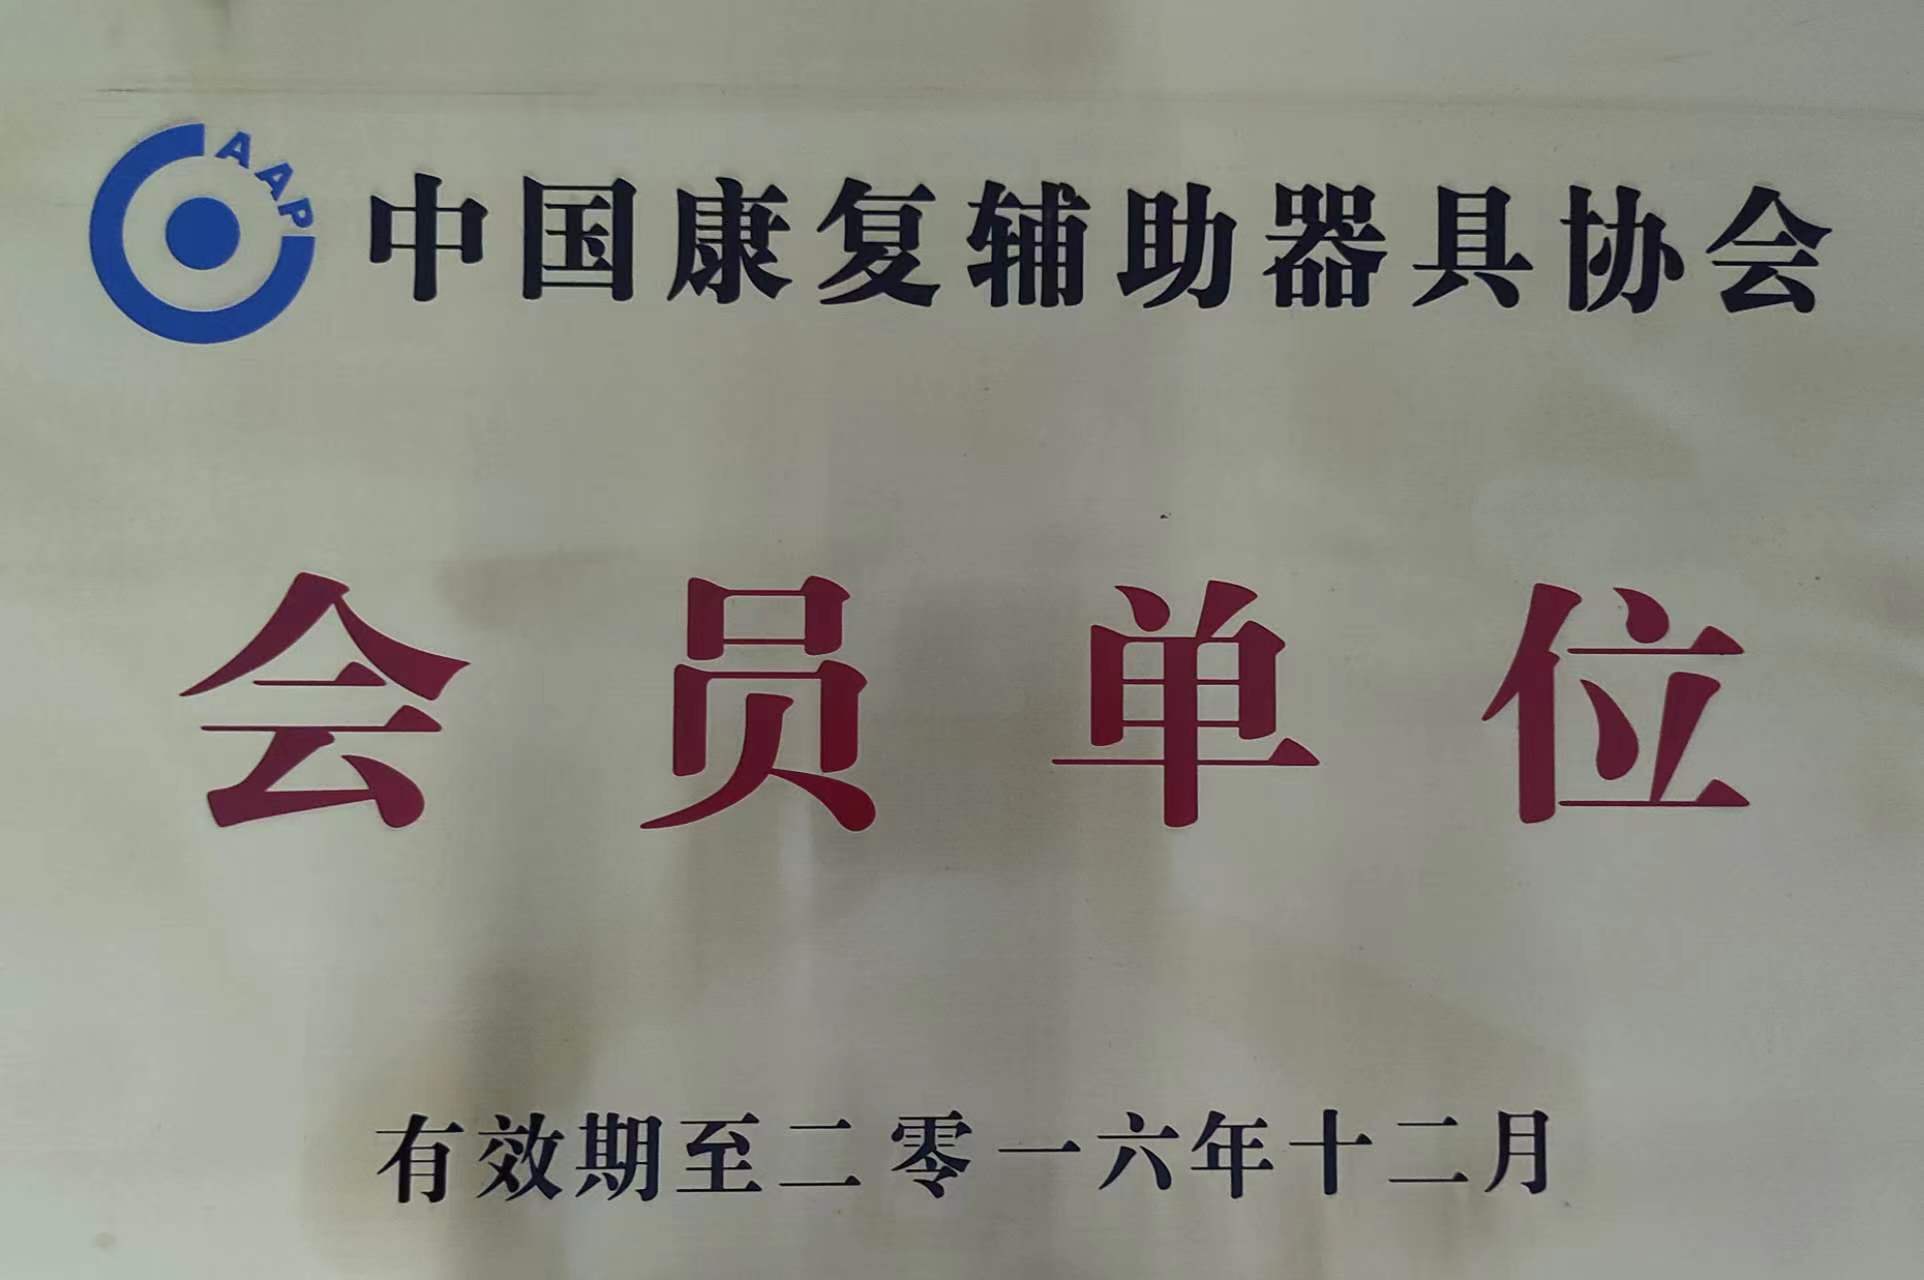 CAAP
中国康复辅助器具协会
会员单位
有效期至二零一六年十二月